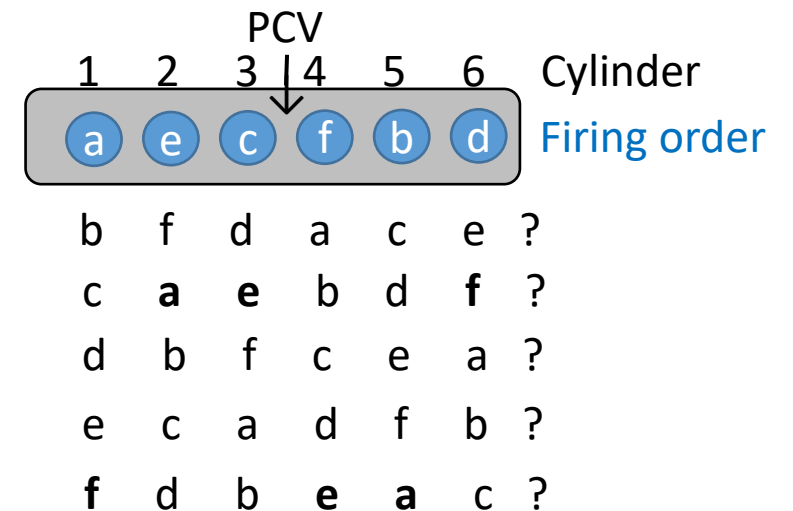 PCV
1 2 3 4 5 6 Cylinder
a e c f b d Firing order
b f d a c e ?
c a e b d f ?
d b f c e a ?
e c a d f b ?
f d b e a c ?